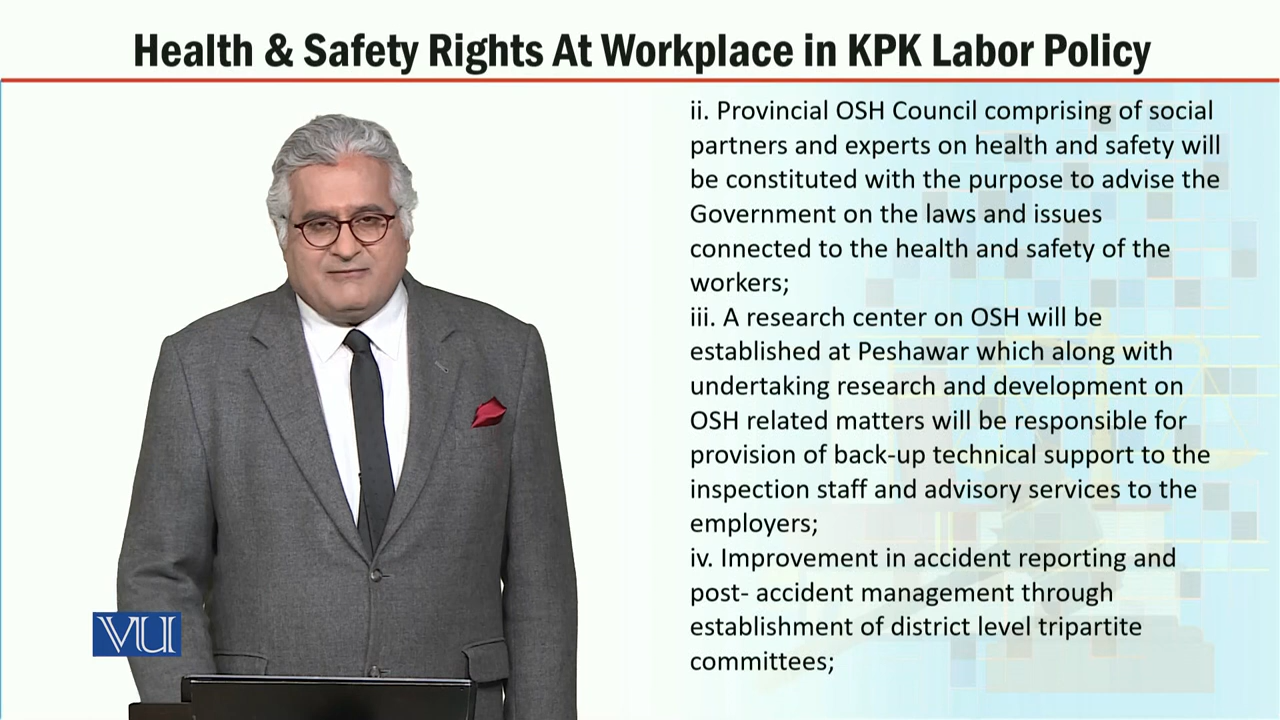 Health & Safety Rights At Workplace in KPK Labor Policy
ii. Provincial OSH Council comprising of social
partners and experts on health and safety will
be constituted with the purpose to advise the
Government on the laws and issues
connected to the health and safety of the
workers;
iii. A research center on OSH will be
established at Peshawar which along with
undertaking research and development on
OSH related matters will be responsible for
provision of back-up technical support to the
inspection staff and advisory services to the
employers;
iv. Improvement in accident reporting and
post- accident management through
establishment of district level tripartite
committees;
VU